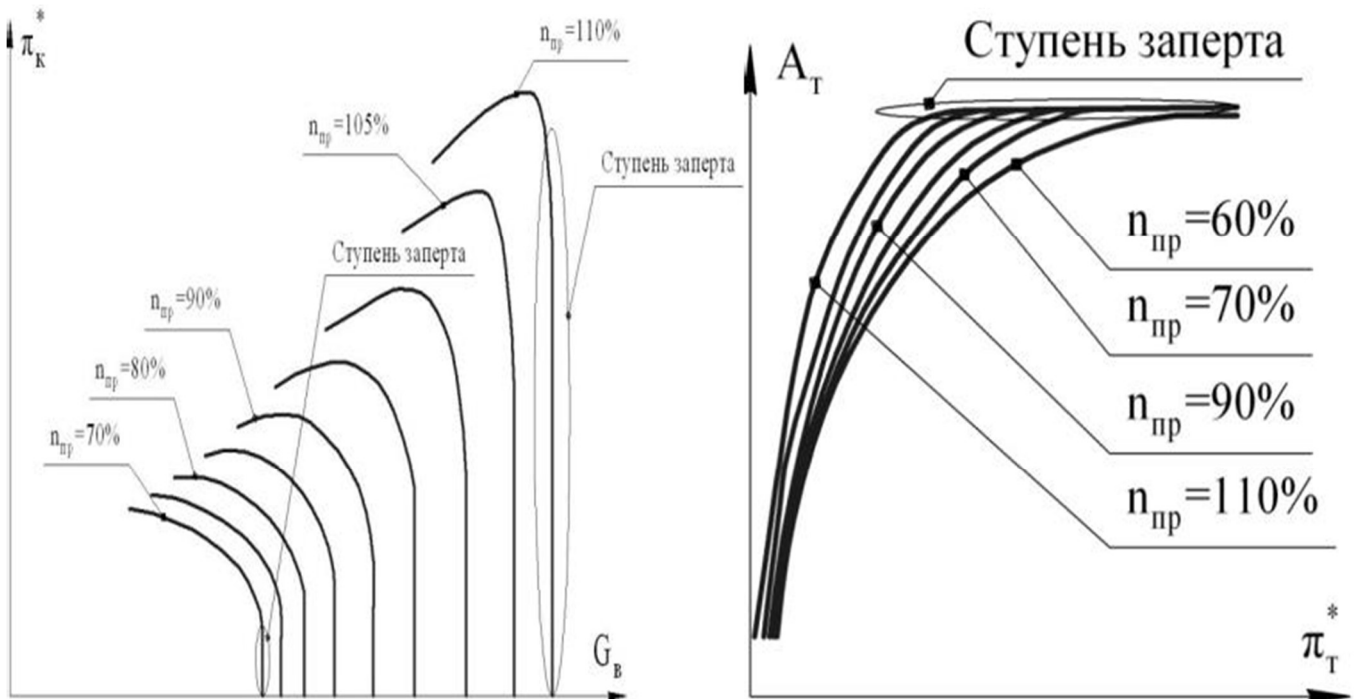 π*к
nпр=110%
nпр=105%
Ступень заперта
Ступень заперта
nпр=90%
nпр=80%
nпр=70%
Gв
Ступень заперта
Aт
nпр=60%
nпр=70%
nпр=90%
nпр=110%
π*т